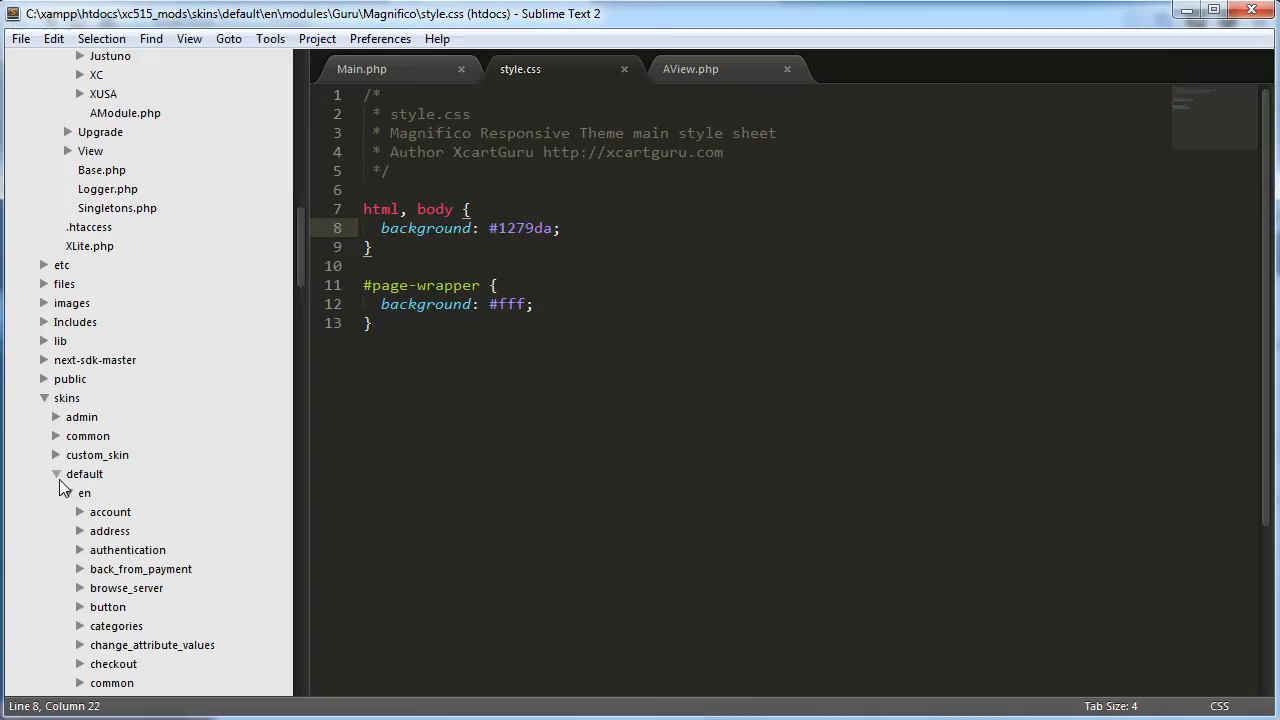 C:\xampp\htdocs\xc515_mods\skins\default\en\modules\Guru\Magnifico\style.css (htdocs) - Sublime Text 2
File Edit Selection Find View Goto Tools Project Preferences Help
Justuno
XC
XUSA
AModule.php
Upgrade
View
Base.php
Logger.php
Singletons.php
.htaccess
XLite.php
etc
files
images
Includes
lib
next-sdk-master
public
skins
admin
common
custom_skin
default
en
account
address
authentication
back_from_payment
browse_server
button
categories
change_attribute_values
checkout
common
Main.php style.css AView.php
1 /*
2 * style.css
3 * Magnifico Responsive Theme main style sheet
4 * Author XcartGuru http://xcartguru.com
5 */
6
7 html, body {
8 background: #1279da;
9 }
10
11 #page-wrapper {
12 background: #fff;
13 }
Line 8, Column 22 Tab Size: 4 CSS